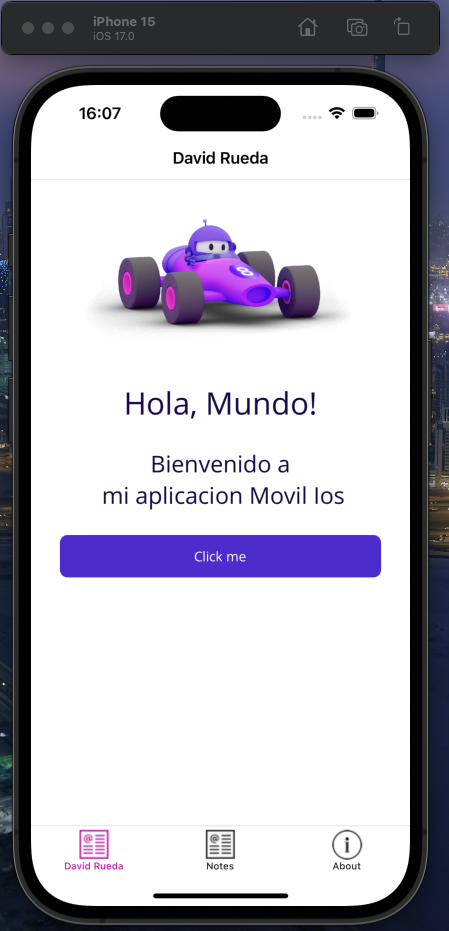 iPhone 15
iOS 17.0
16:07
David Rueda
8
Hola, Mundo!
Bienvenido a
mi aplicacion Movil Ios
Click me
David Rueda
Notes
About